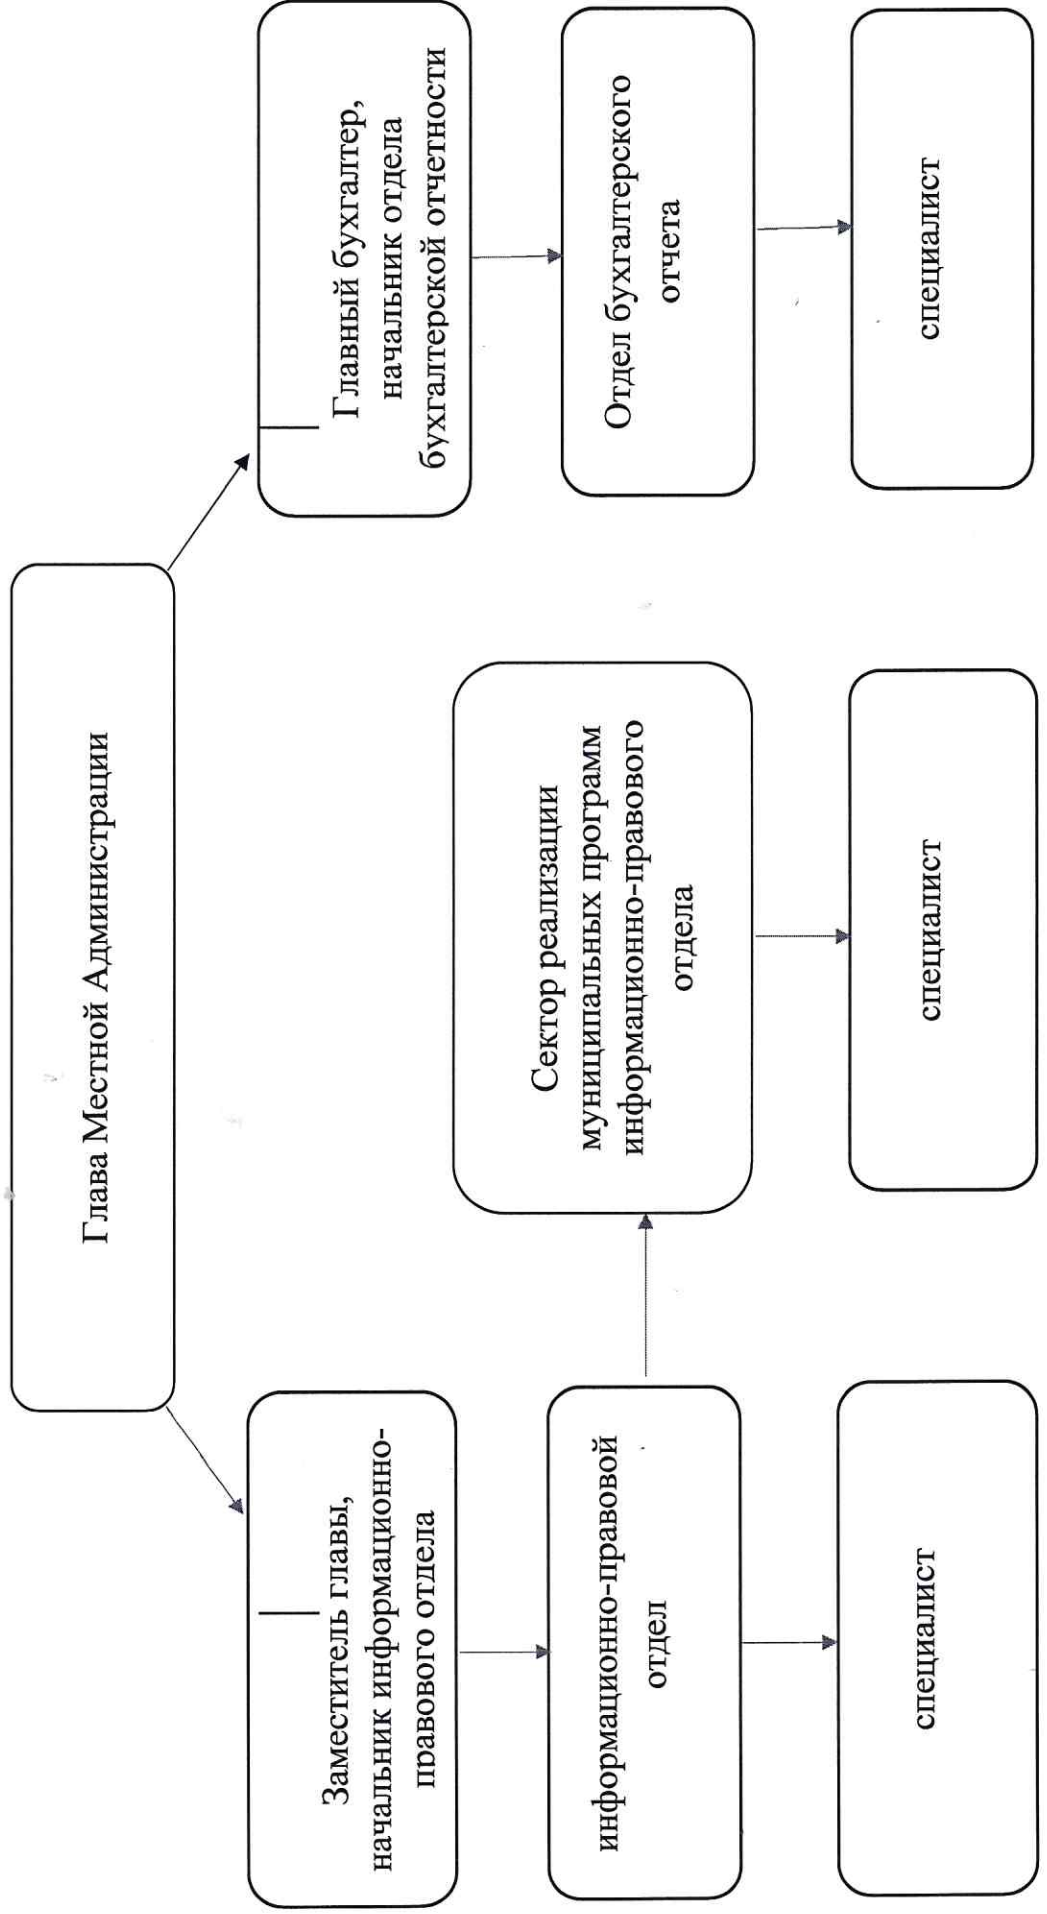 Глава Местной Администрации
Заместитель главы,
начальник информационно-
правового отдела
Главный бухгалтер,
начальник отдела
бухгалтерской отчетности
информационно-правовой
отдел
Сектор реализации
муниципальных программ
информационно-правового
отдела
Отдел бухгалтерского
отчета
специалист
специалист
специалист